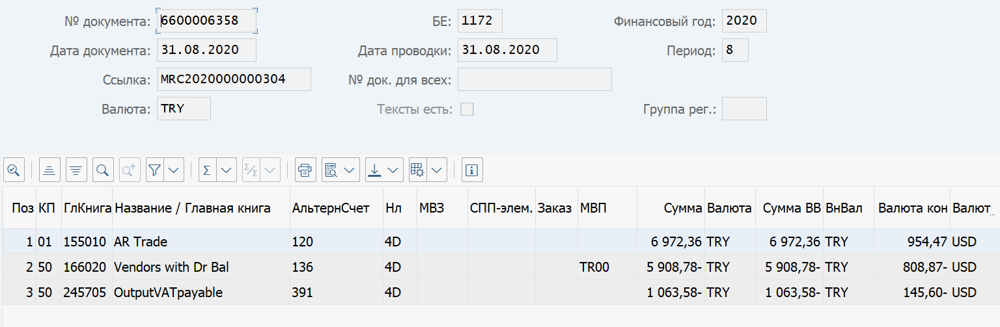 № документа: 6600006358 БЕ: 1172 Финансовый год: 2020
Дата документа: 31.08.2020 Дата проводки: 31.08.2020 Период: 8
Ссылка: MRC2020000000304 № док. для всех:
Валюта: TRY Тексты есть: Группа рег.:
Поз КП ГлКнига Название / Главная книга АльтернСчет Нл МВЗ СПП-элем. Заказ МВП Сумма Валюта Сумма ВВ ВнВал Валюта кон Валют...
1 01 155010 AR Trade 120 4D 6 972,36 TRY 6 972,36 TRY 954,47 USD
2 50 166020 Vendors with Dr Bal 136 4D TR00 5 908,78- TRY 5 908,78- TRY 808,87- USD
3 50 245705 OutputVATpayable 391 4D 1 063,58- TRY 1 063,58- TRY 145,60- USD